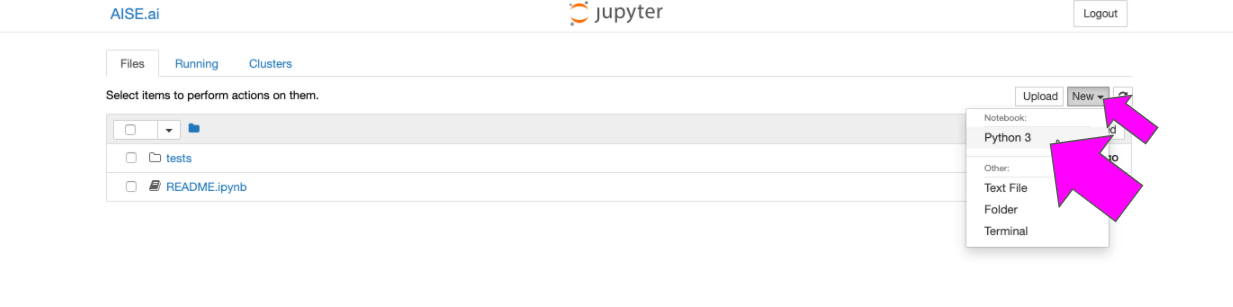 AISE.ai
jupyter
Logout
Files
Running
Clusters
Select items to perform actions on them.
Upload
New
Notebook:
Python 3
tests
Other:
README.ipynb
Text File
Folder
Terminal